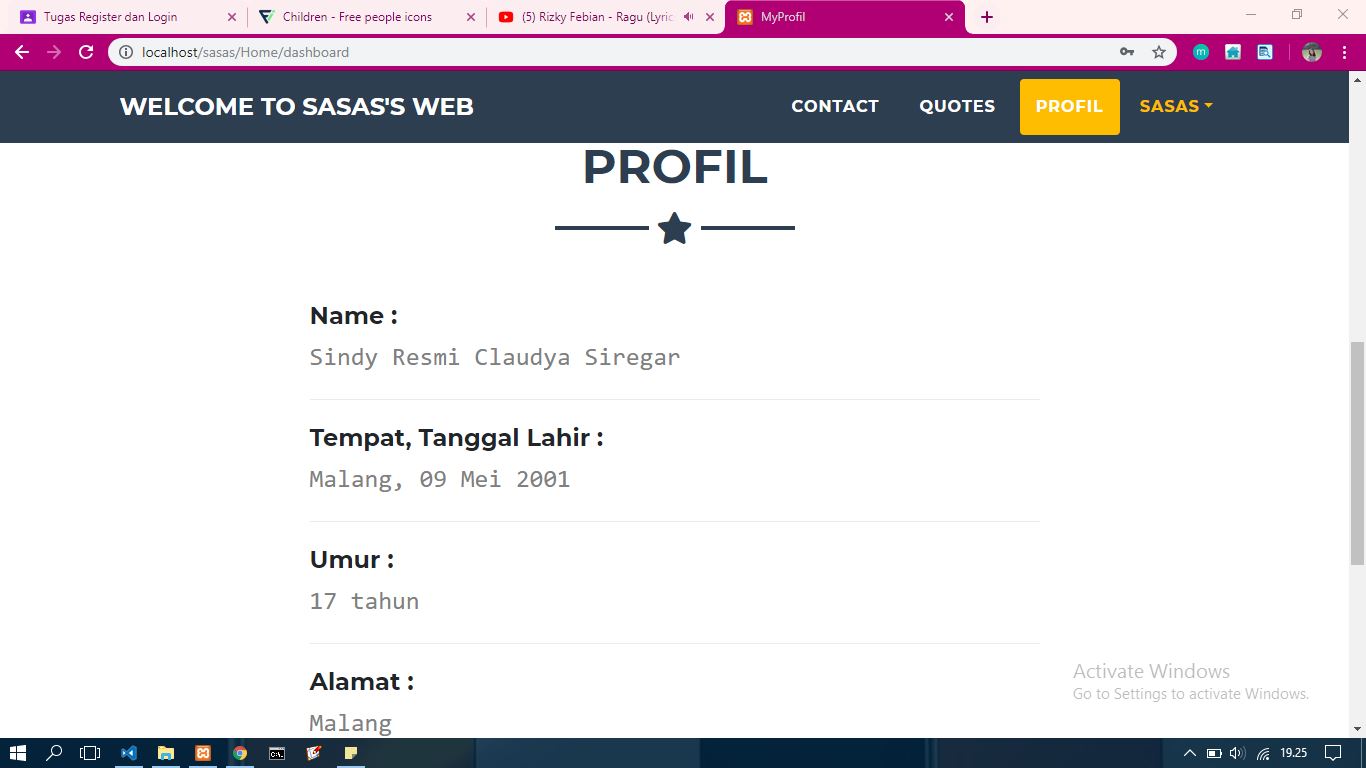 Tugas Register dan Login
Children - Free people icons
(5) Rizky Febian - Ragu (Lyric
MyProfil
localhost/sasas/Home/dashboard
m
WELCOME TO SASAS'S WEB
CONTACT
QUOTES
PROFIL
SASAS
PROFIL
Name :
Sindy Resmi Claudya Siregar
Tempat, Tanggal Lahir :
Malang, 09 Mei 2001
Umur :
17 tahun
Alamat :
Malang
Activate Windows
Go to Settings to activate Windows.
19.25